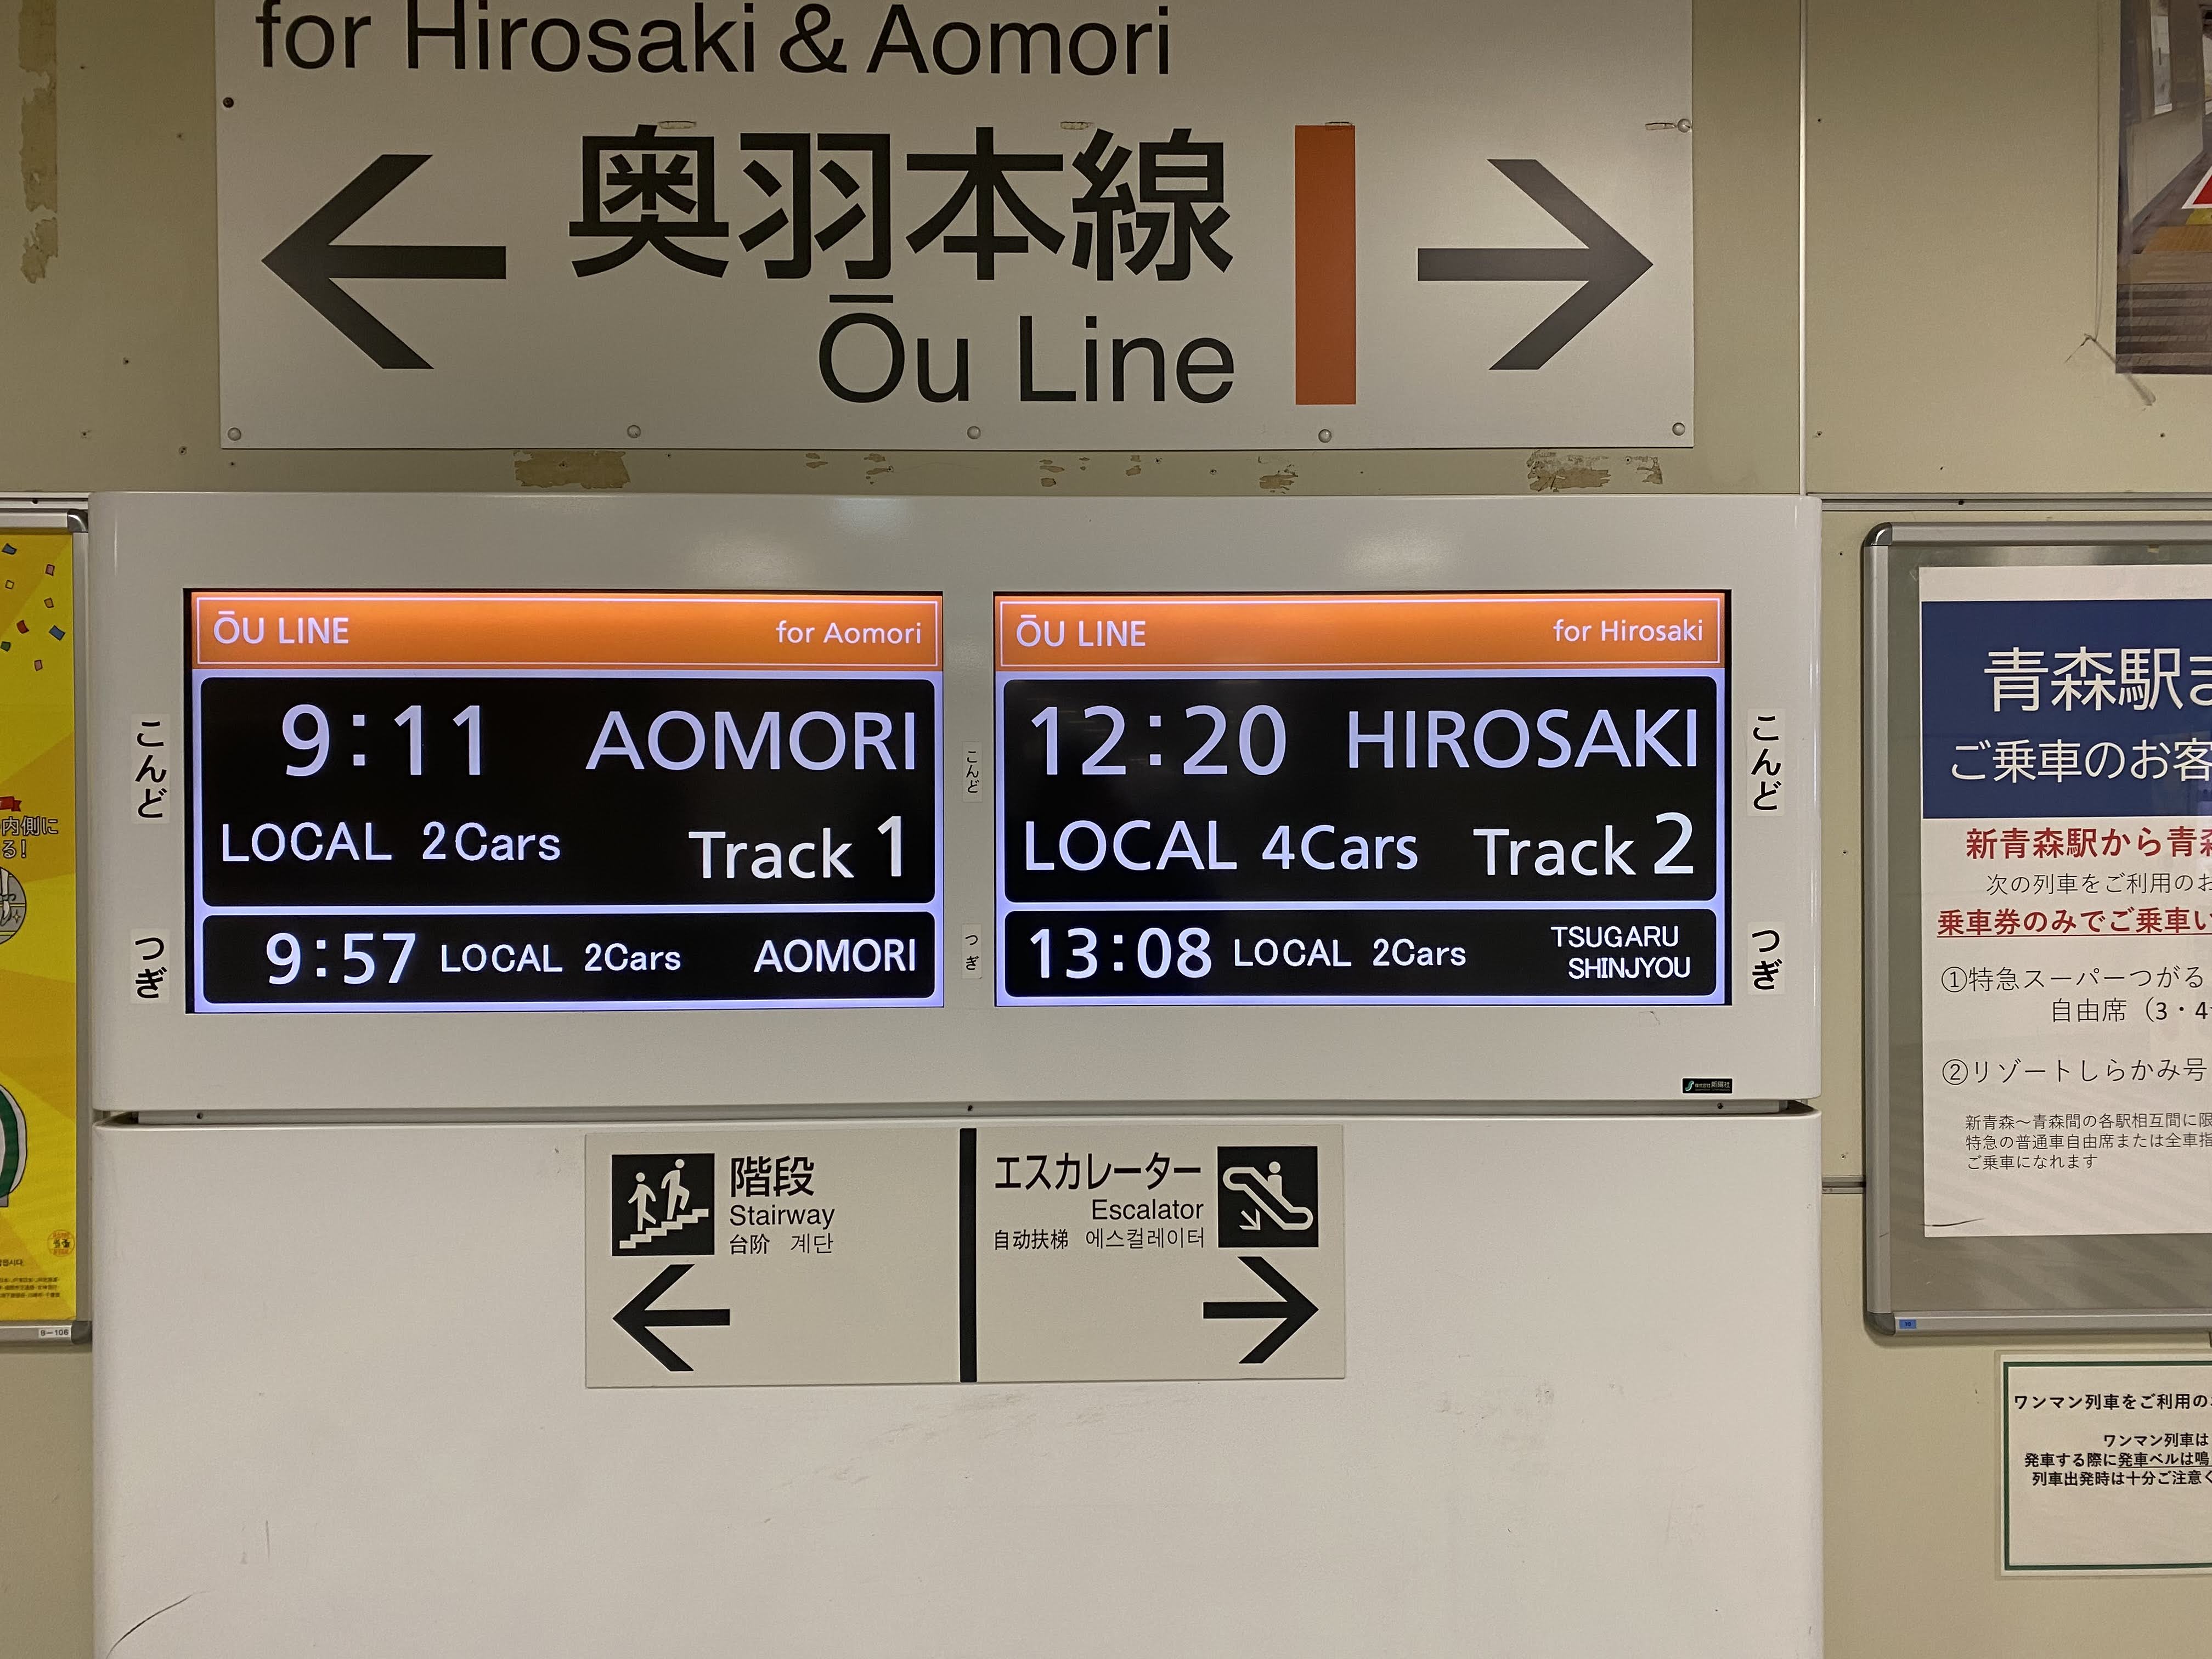 for Hirosaki & Aomori
奥羽本線
Ōu Line
ŌU LINE for Aomori
9:11 AOMORI
LOCAL 2Cars Track 1
9:57 LOCAL 2Cars AOMORI
こんど
つぎ
こんど
つぎ
ŌU LINE for Hirosaki
12:20 HIROSAKI
LOCAL 4Cars Track 2
13:08 LOCAL 2Cars TSUGARU
SHINJYOU
こんど
つぎ
階段
Stairway
台阶 계단
エスカレーター
Escalator
自动扶梯 에스컬레이터
内側に
る!
9-106
青森駅ま
ご乗車のお客
新青森駅から青森
次の列車をご利用のお
乗車券のみでご乗車い
①特急スーパーつがる
自由席（3・4
②リゾートしらかみ号
新青森～青森間の各駅相互間に限
特急の普通車自由席または全車指
ご乗車になれます
ワンマン列車をご利用の
ワンマン列車は
発車する際に発車ベルは鳴
列車出発時は十分ご注意く